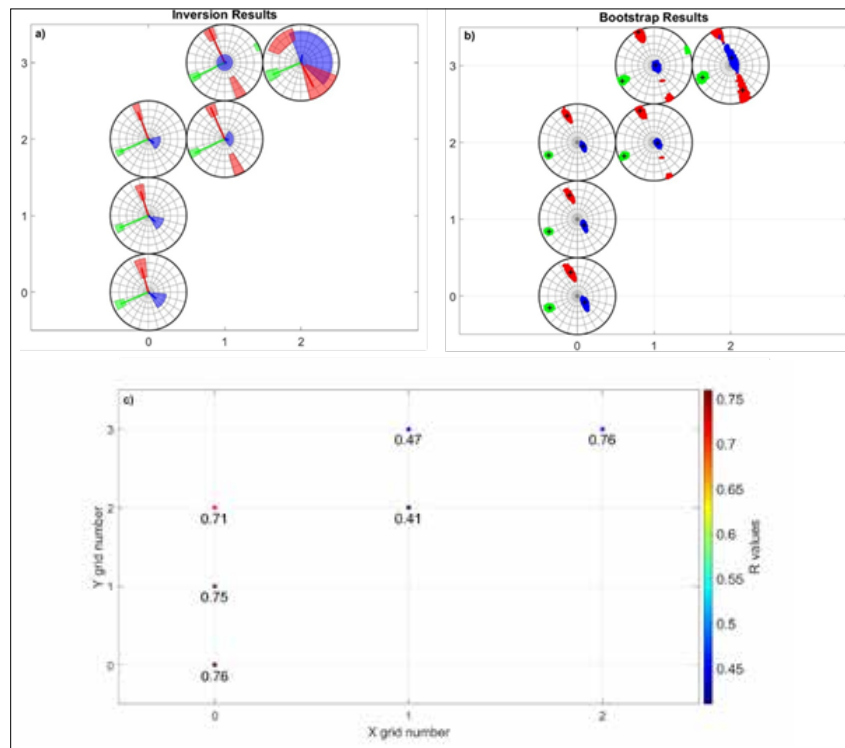 Inversion Results
a)
3
2
1
0
0 1 2
Bootstrap Results
b)
3
2
1
0
0 1 2
c)
3
2
1
0
Y grid number
0.47
0.76
0.71
0.41
0.75
0.76
0 1 2
X grid number
0.75
0.7
0.65
0.6
0.55
0.5
0.45
R values